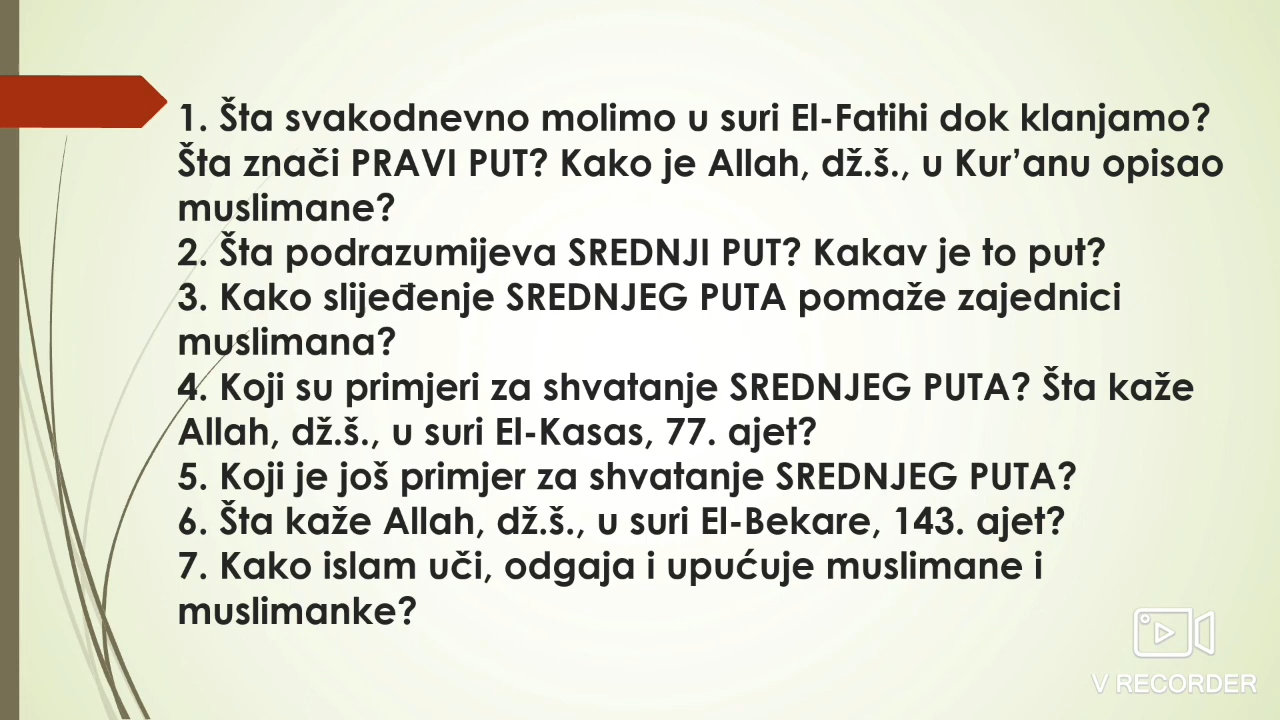 1. Šta svakodnevno molimo u suri El-Fatihi dok klanjamo?
Šta znači PRAVI PUT? Kako je Allah, dž.š., u Kur’anu opisao
muslimane?
2. Šta podrazumijeva SREDNJI PUT? Kakav je to put?
3. Kako slijeđenje SREDNJEG PUTA pomaže zajednici
muslimana?
4. Koji su primjeri za shvatanje SREDNJEG PUTA? Šta kaže
Allah, dž.š., u suri El-Kasas, 77. ajet?
5. Koji je još primjer za shvatanje SREDNJEG PUTA?
6. Šta kaže Allah, dž.š., u suri El-Bekare, 143. ajet?
7. Kako islam uči, odgaja i upućuje muslimane i
muslimanke?
V RECORDER